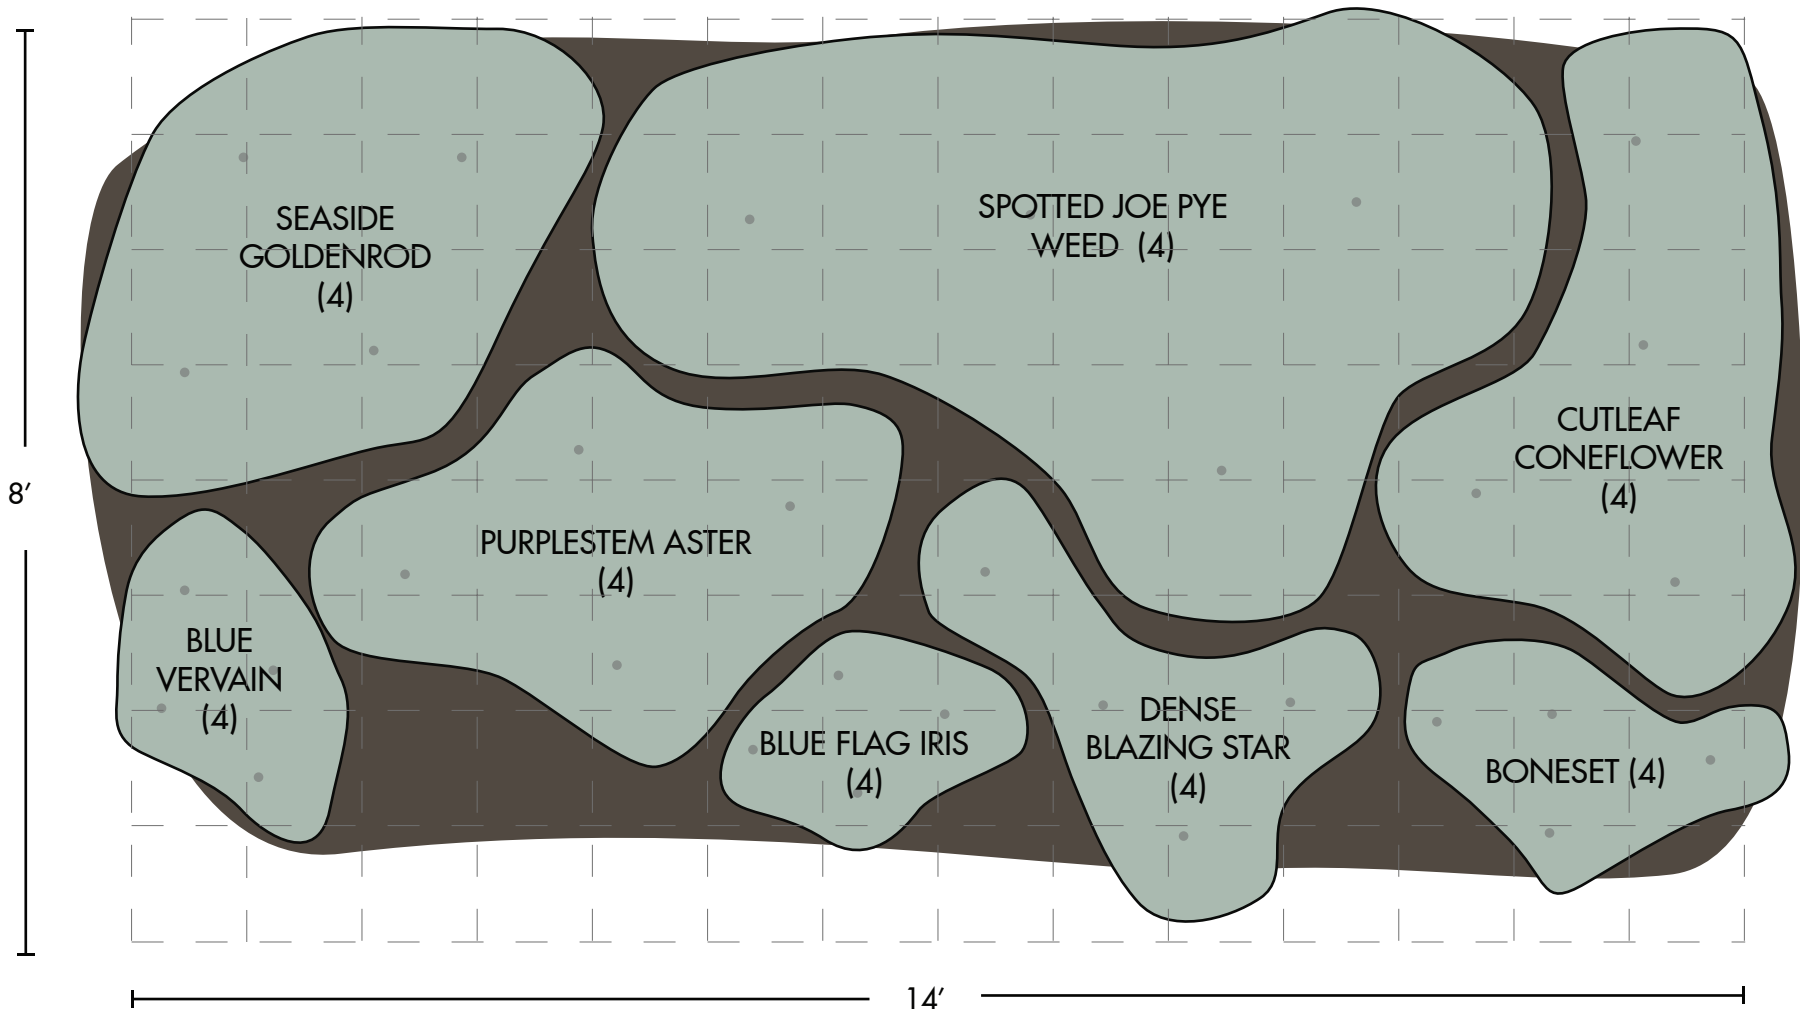 SEASIDE
GOLDENROD
(4)
SPOTTED JOE PYE
WEED (4)
CUTLEAF
CONEFLOWER
(4)
8′
PURPLESTEM ASTER
(4)
BLUE
VERVAIN
(4)
BLUE FLAG IRIS
(4)
DENSE
BLAZING STAR
(4)
BONESET (4)
14′